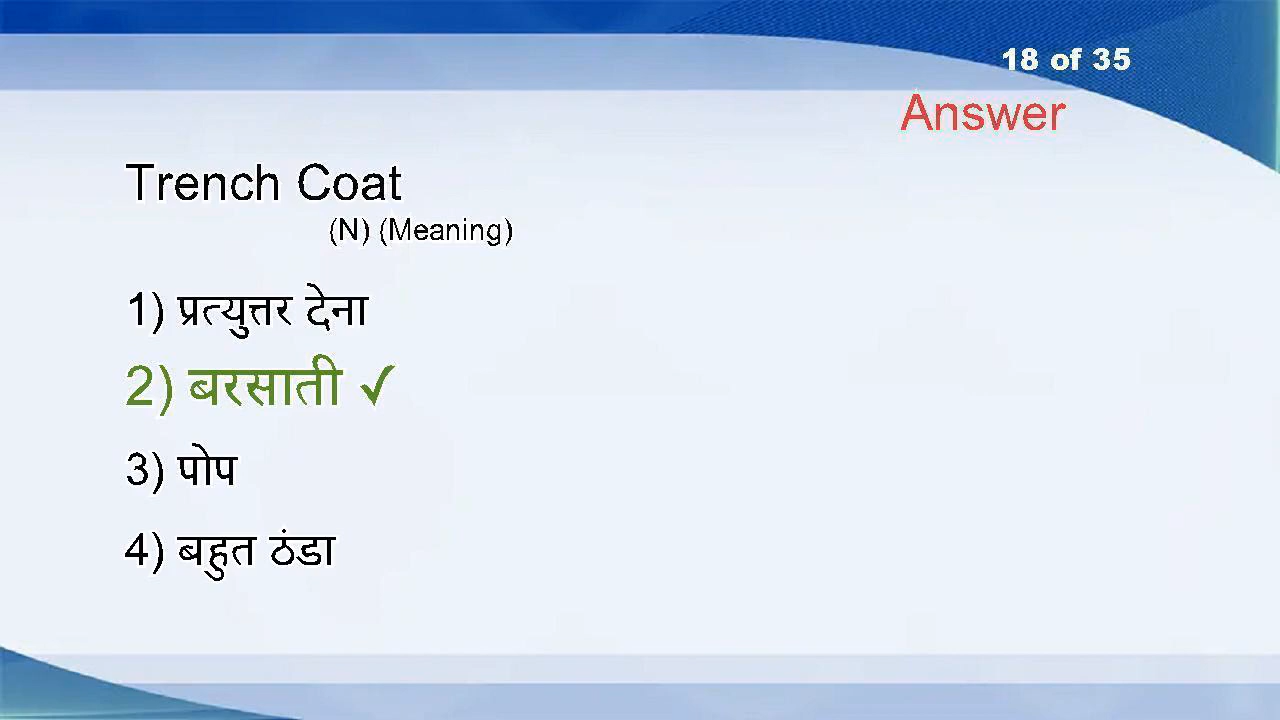 18 of 35
Answer
Trench Coat
(N) (Meaning)
1) प्रत्युत्तर देना
2) बरसाती ✓
3) पोप
4) बहुत ठंडा